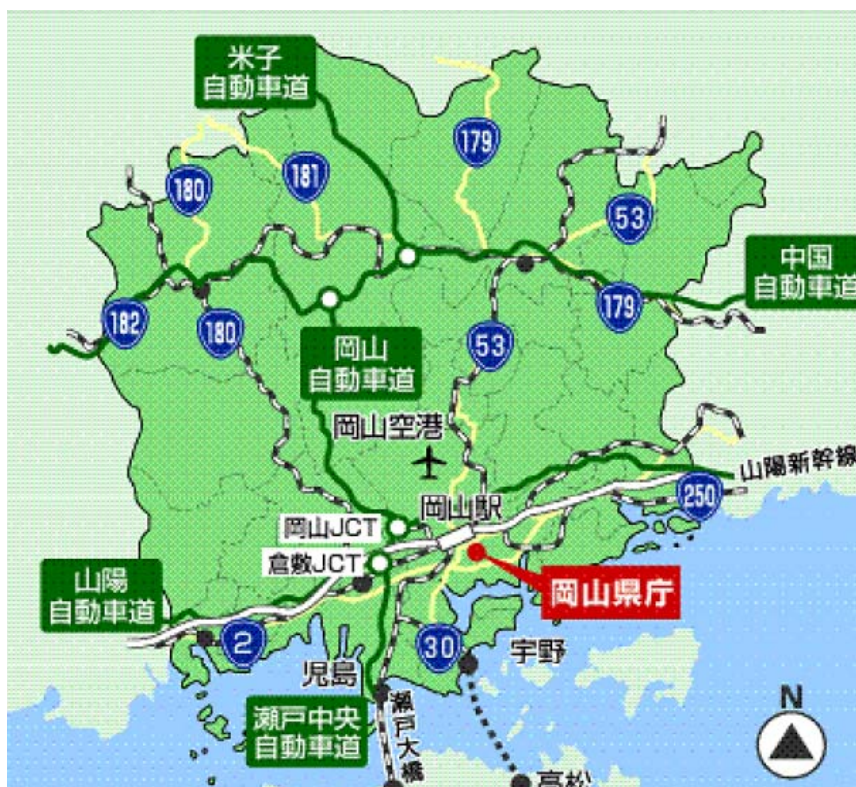 米子
自動車道
179
180
181
53
中国
自動車道
182
180
179
53
岡山
自動車道
岡山空港
山陽新幹線
250
岡山駅
岡山JCT
倉敷JCT
岡山県庁
山陽
自動車道
2
30
宇野
児島
瀬戸中央
自動車道
瀬戸大橋
N
高松